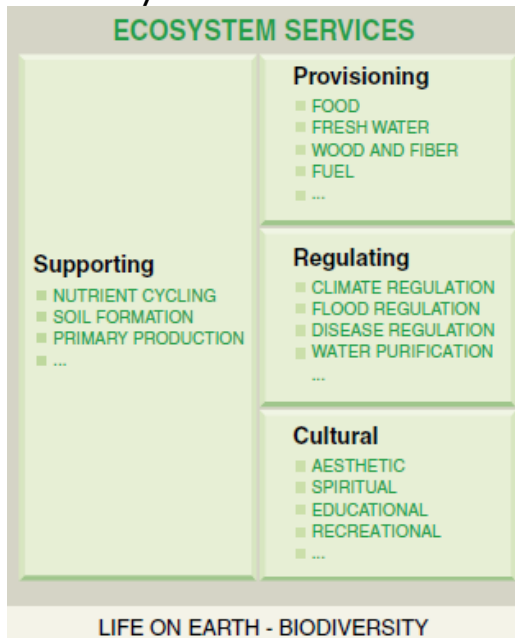 ECOSYSTEM SERVICES
Supporting
NUTRIENT CYCLING
SOIL FORMATION
PRIMARY PRODUCTION
...
Provisioning
FOOD
FRESH WATER
WOOD AND FIBER
FUEL
...
Regulating
CLIMATE REGULATION
FLOOD REGULATION
DISEASE REGULATION
WATER PURIFICATION
...
Cultural
AESTHETIC
SPIRITUAL
EDUCATIONAL
RECREATIONAL
...
LIFE ON EARTH - BIODIVERSITY